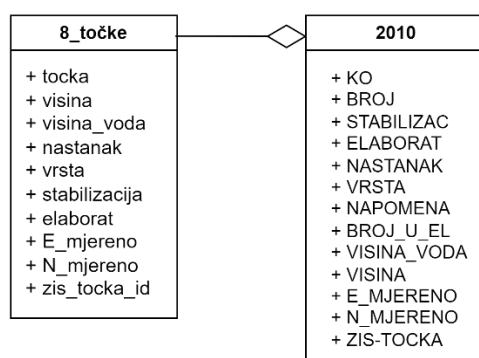 8_točke
+ tocka
+ visina
+ visina_voda
+ nastanak
+ vrsta
+ stabilizacija
+ elaborat
+ E_mjereno
+ N_mjereno
+ zis_tocka_id
2010
+ KO
+ BROJ
+ STABILIZAC
+ ELABORAT
+ NASTANAK
+ VRSTA
+ NAPOMENA
+ BROJ_U_EL
+ VISINA_VODA
+ VISINA
+ E_MJERENO
+ N_MJERENO
+ ZIS-TOCKA